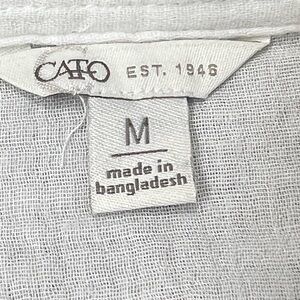 CATO EST. 1946
M
made in
bangladesh